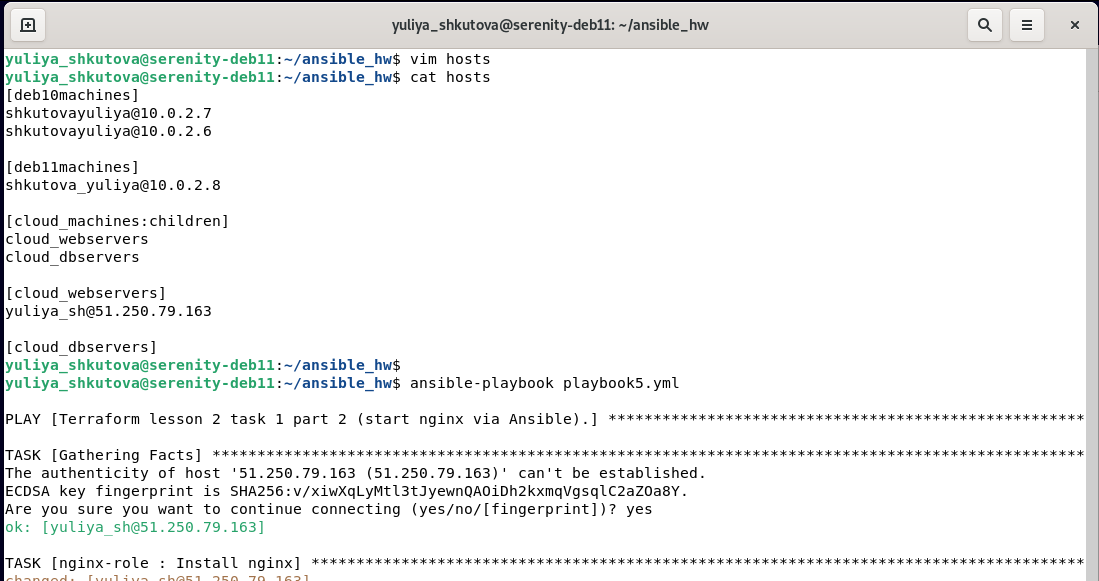 yuliya_shkutova@serenity-deb11: ~/ansible_hw
yuliya_shkutova@serenity-deb11:~/ansible_hw$ vim hosts
yuliya_shkutova@serenity-deb11:~/ansible_hw$ cat hosts
[deb10machines]
shkutovayuliya@10.0.2.7
shkutovayuliya@10.0.2.6
[deb11machines]
shkutova_yuliya@10.0.2.8
[cloud_machines:children]
cloud_webservers
cloud_dbservers
[cloud_webservers]
yuliya_sh@51.250.79.163
[cloud_dbservers]
yuliya_shkutova@serenity-deb11:~/ansible_hw$
yuliya_shkutova@serenity-deb11:~/ansible_hw$ ansible-playbook playbook5.yml
PLAY [Terraform lesson 2 task 1 part 2 (start nginx via Ansible).] *****************************************************
TASK [Gathering Facts] *************************************************************************************************
The authenticity of host '51.250.79.163 (51.250.79.163)' can't be established.
ECDSA key fingerprint is SHA256:v/xiwXqLyMtl3tJyewnQAOiDh2kxmqVgsqlC2aZOa8Y.
Are you sure you want to continue connecting (yes/no/[fingerprint])? yes
ok: [yuliya_sh@51.250.79.163]
TASK [nginx-role : Install nginx] **************************************************************************************
changed: [yuliya_sh@51.250.79.163]